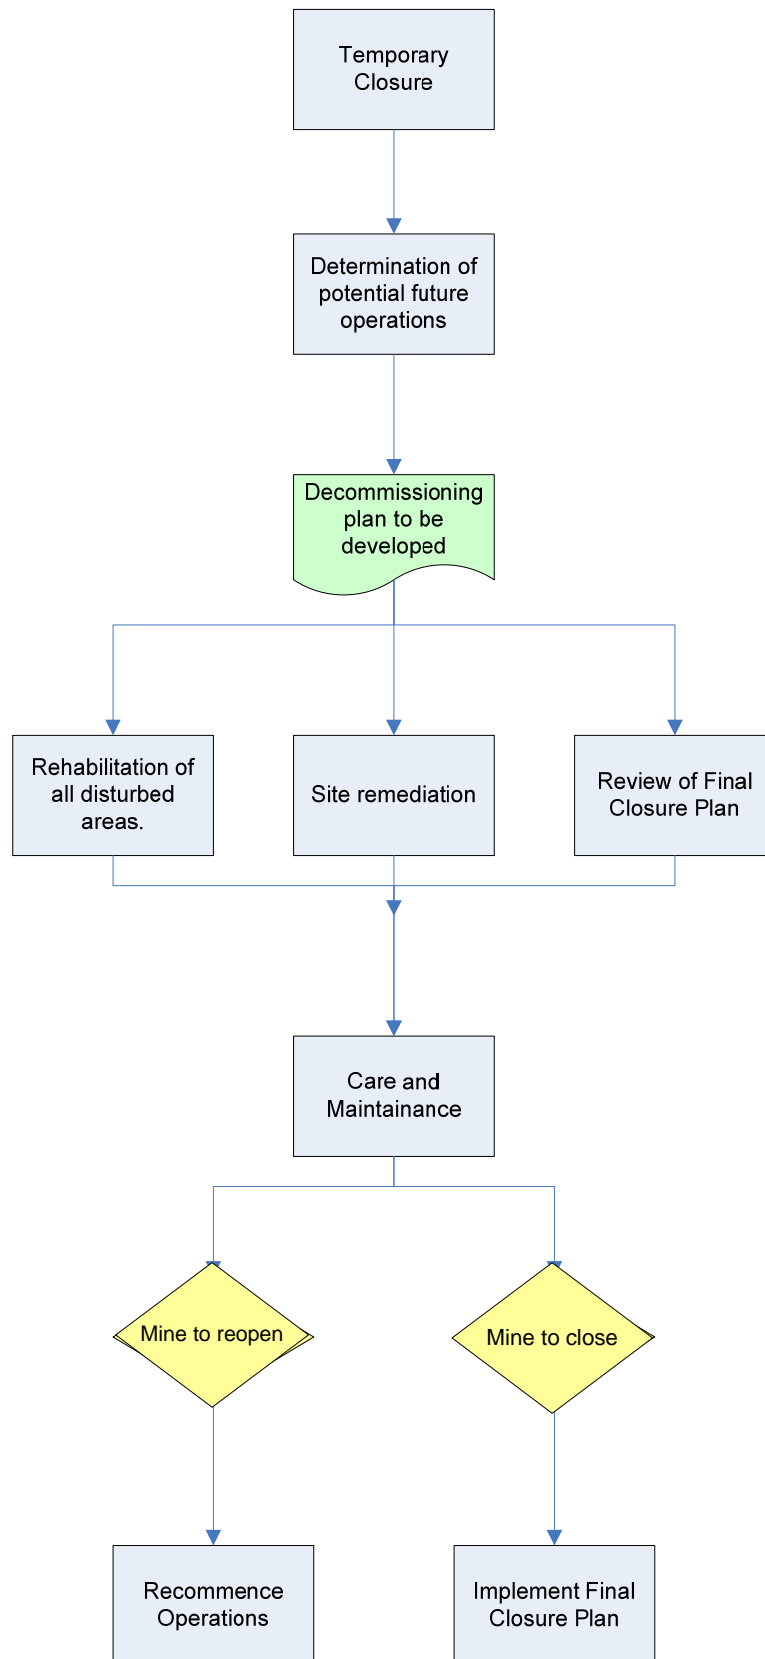 Temporary
Closure
Determination of
potential future
operations
Decommissioning
plan to be
developed
Rehabilitation of
all disturbed
areas.
Site remediation
Review of Final
Closure Plan
Care and
Maintainance
Mine to reopen
Mine to close
Recommence
Operations
Implement Final
Closure Plan